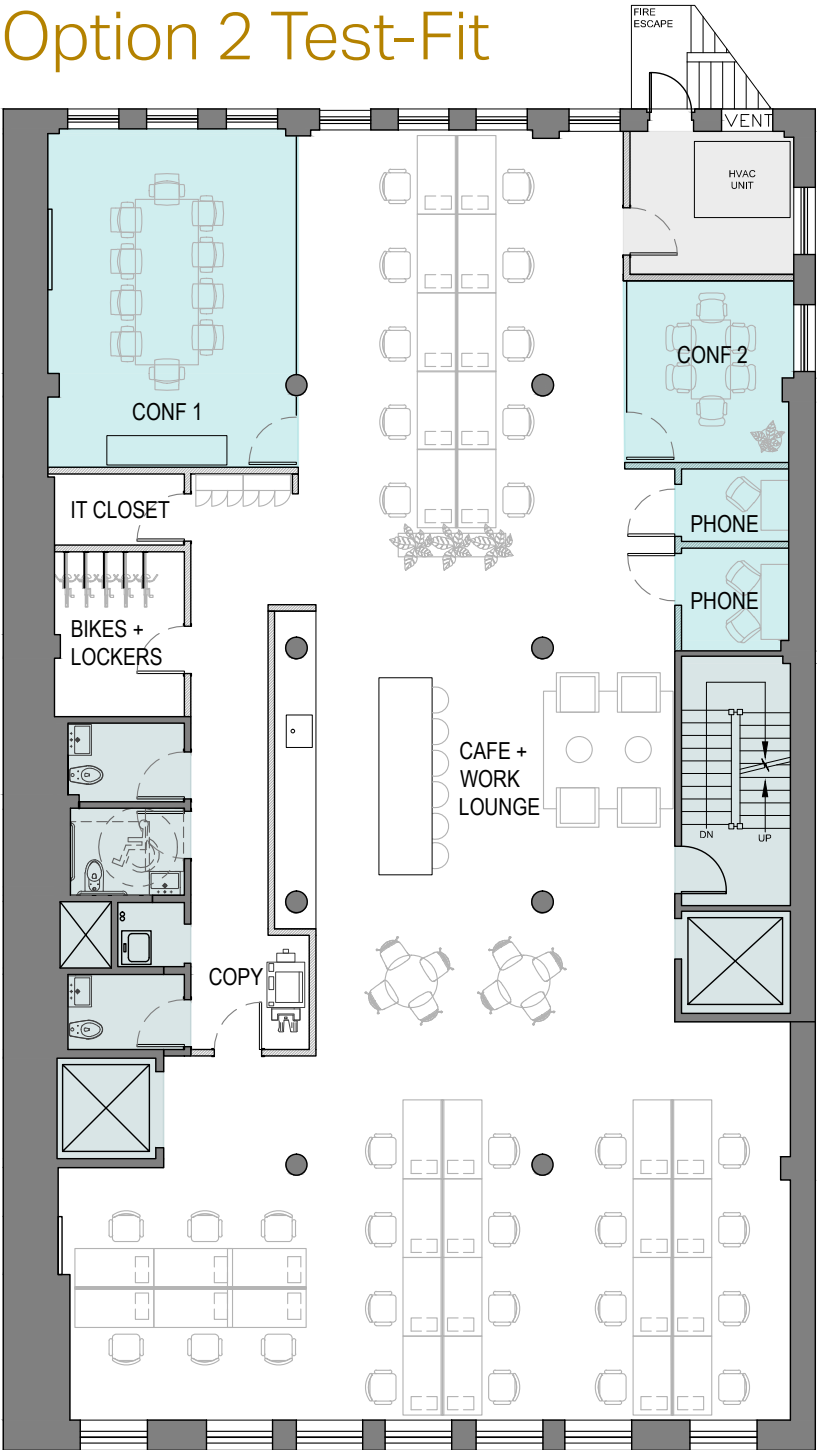 Option 2 Test-Fit
FIRE
ESCAPE
VENT
HVAC
UNIT
CONF 2
CONF 1
IT CLOSET
PHONE
PHONE
BIKES +
LOCKERS
CAFE +
WORK
LOUNGE
DN
UP
COPY